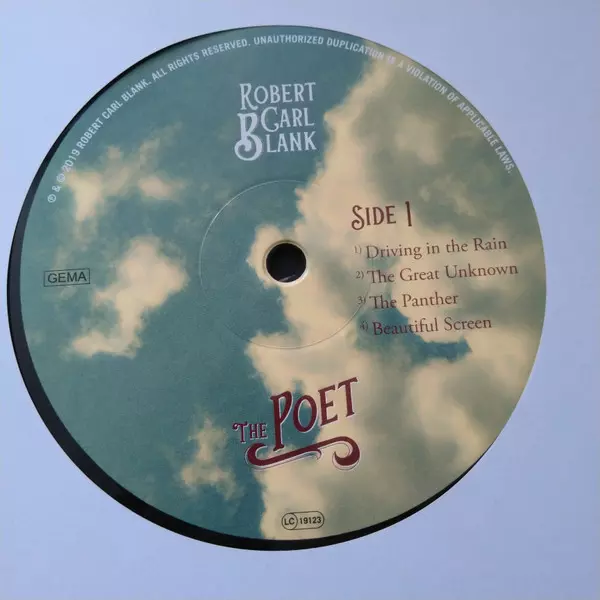 ℗ & © 2019 ROBERT CARL BLANK. ALL RIGHTS RESERVED. UNAUTHORIZED DUPLICATION IS A VIOLATION OF APPLICABLE LAWS.
ROBERT
CARL
BLANK
SIDE 1
1) Driving in the Rain
2) The Great Unknown
3) The Panther
4) Beautiful Screen
GEMA
THE POET
LC 19123